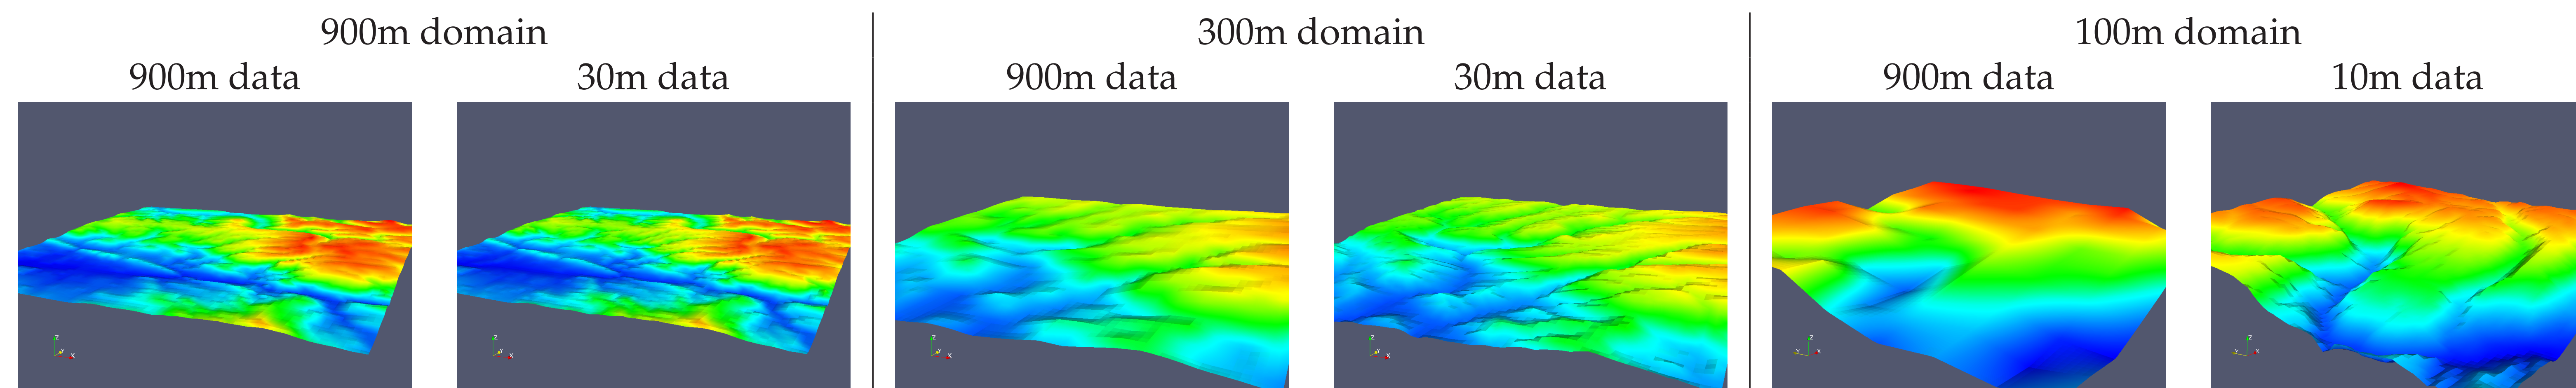 900m domain
300m domain
100m domain
900m data
30m data
900m data
30m data
900m data
10m data
Z
Y
X
Z
Y
X
Z
Y
X
Z
Y
X
Z
Y
X
Z
Y
X